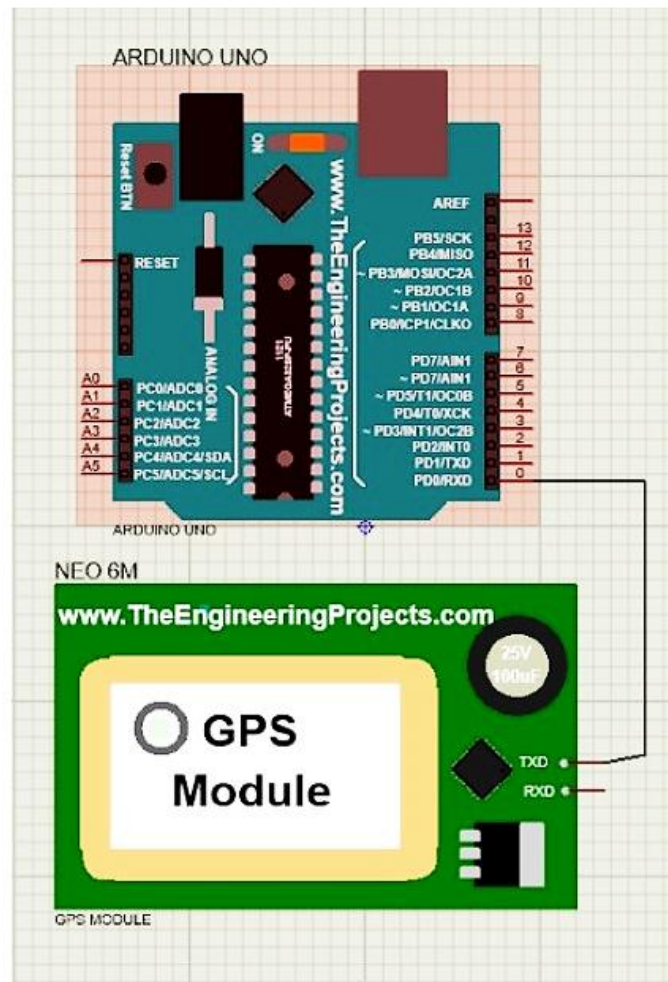 ARDUINO UNO
Reset BTN
ON
www.TheEngineeringProjects.com
RESET
ANALOG IN
1121
A0 PC0/ADC0
A1 PC1/ADC1
A2 PC2/ADC2
A3 PC3/ADC3
A4 PC4/ADC4/SDA
A5 PC5/ADC5/SCL
AREF
PB5/SCK 13
PB4/MISO 12
~ PB3/MOSI/OC2A 11
~ PB2/OC1B 10
~ PB1/OC1A 9
PB0/ICP1/CLKO 8
PD7/AIN1 7
~ PD7/AIN1 6
~ PD5/T1/OC0B 5
PD4/T0/XCK 4
~ PD3/INT1/OC2B 3
PD2/INT0 2
PD1/TXD 1
PD0/RXD 0
ARDUINO UNO
NEO 6M
www.TheEngineeringProjects.com
25V
100uF
GPS
Module
TXD
RXD
GPS MODULE